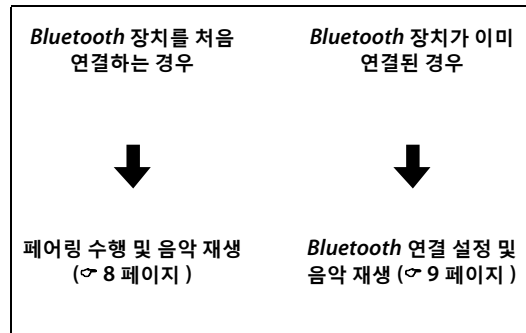 Bluetooth 장치를 처음
연결하는 경우
페어링 수행 및 음악 재생
(☞ 8 페이지 )
Bluetooth 장치가 이미
연결된 경우
Bluetooth 연결 설정 및
음악 재생 (☞ 9 페이지 )